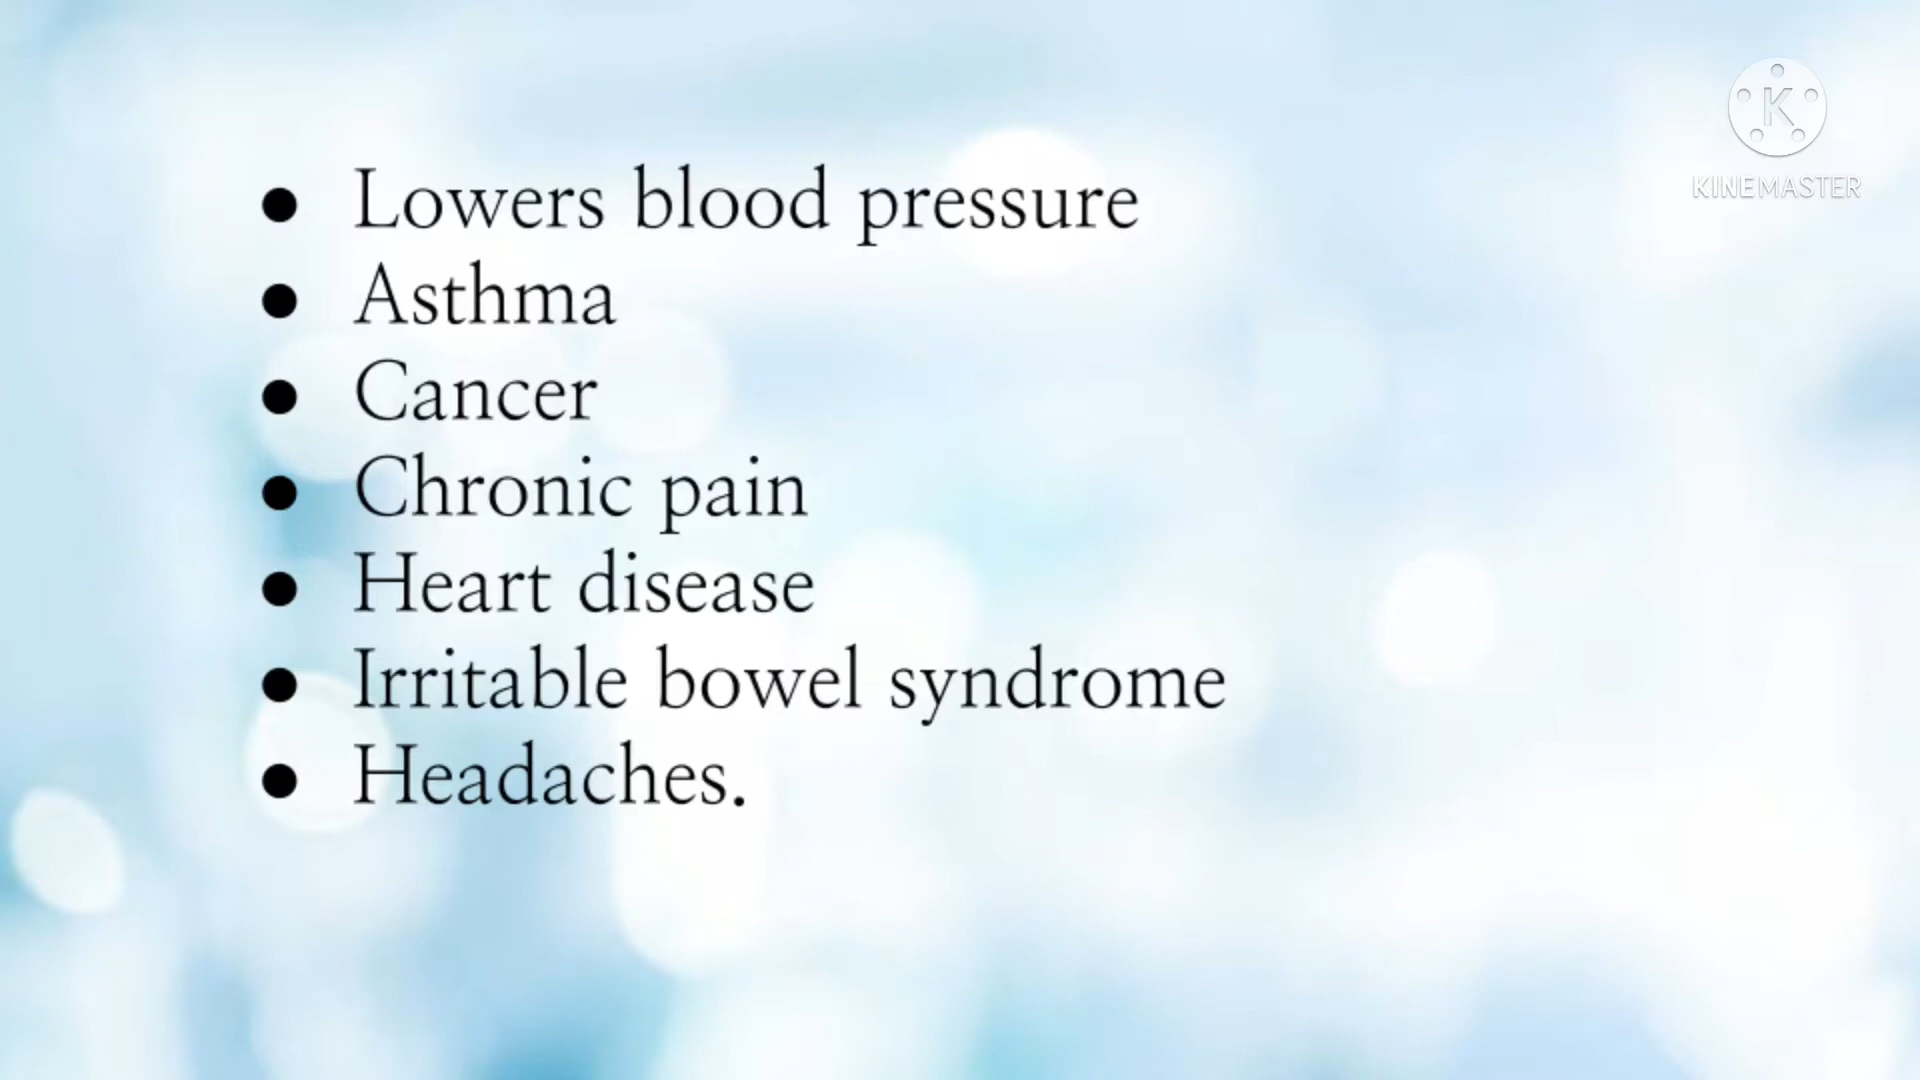 ● Lowers blood pressure
● Asthma
● Cancer
● Chronic pain
● Heart disease
● Irritable bowel syndrome
● Headaches.
K
KINEMASTER